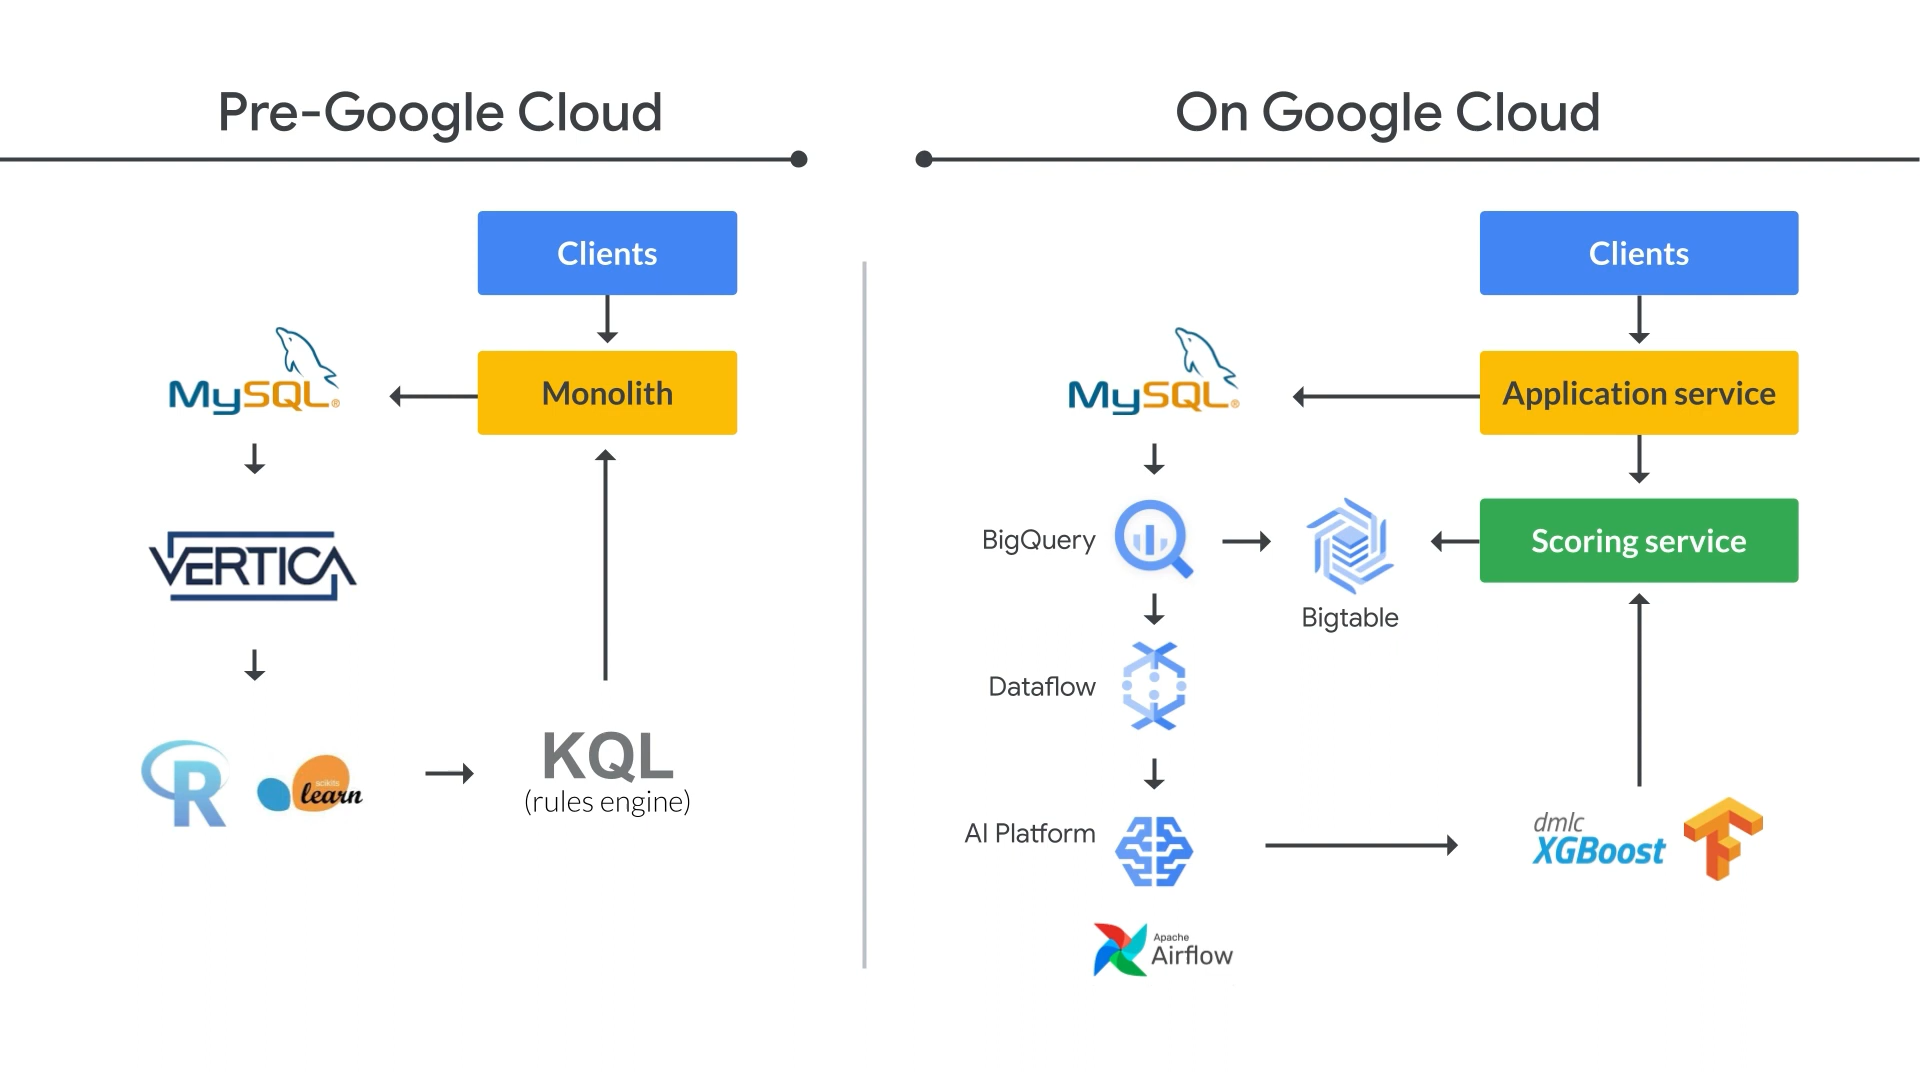 Pre-Google Cloud
Clients
MySQL®
Monolith
VERTICA
R
scikits
learn
KQL
(rules engine)
On Google Cloud
Clients
MySQL®
Application service
BigQuery
Bigtable
Scoring service
Dataflow
AI Platform
dmlc
XGBoost
Apache
Airflow